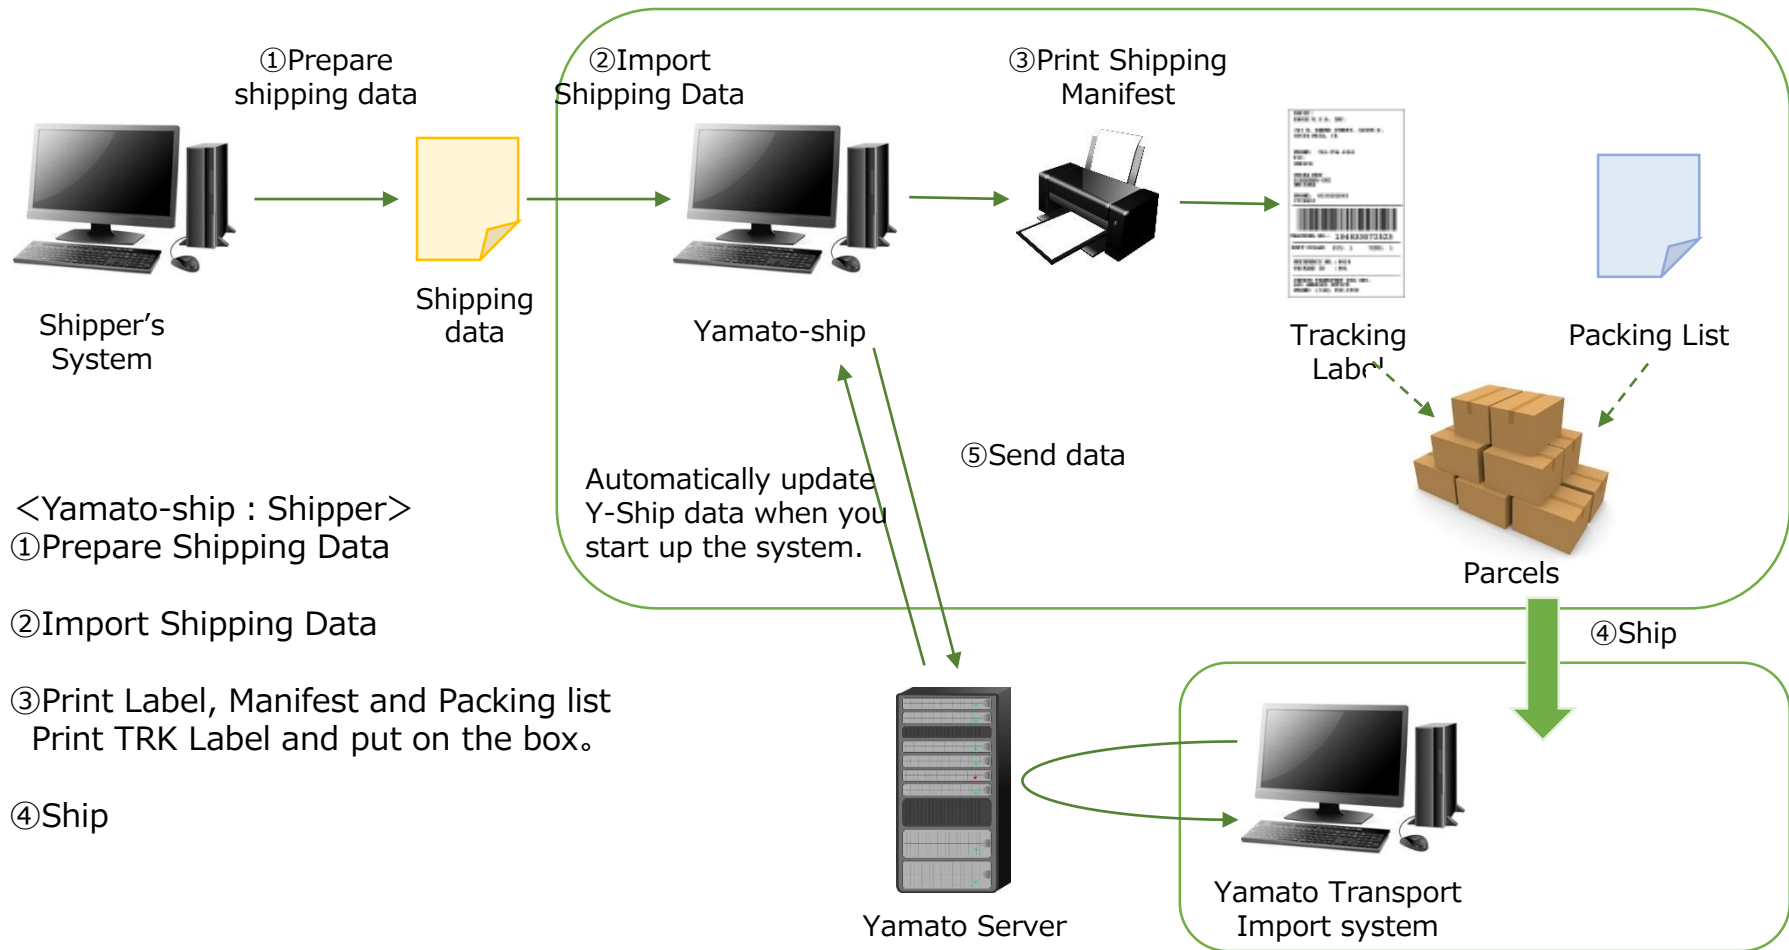 ①Prepare
shipping data
②Import
Shipping Data
③Print Shipping
Manifest
Shipper's
System
Shipping
data
Yamato-ship
Tracking
Label
Packing List
⑤Send data
Automatically update
Y-Ship data when you
start up the system.
Parcels
④Ship
<Yamato-ship : Shipper>
①Prepare Shipping Data
②Import Shipping Data
③Print Label, Manifest and Packing list
Print TRK Label and put on the box。
④Ship
Yamato Server
Yamato Transport
Import system